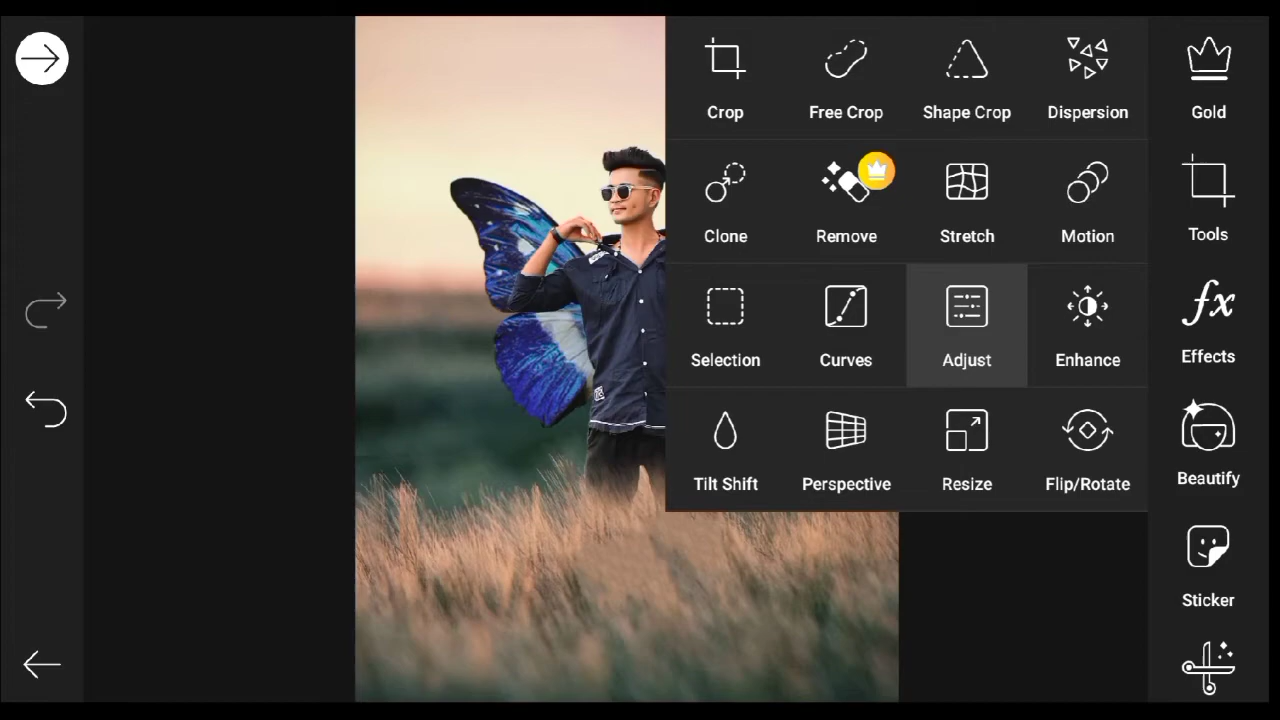 Crop
Free Crop
Shape Crop
Dispersion
Gold
Clone
Remove
Stretch
Motion
Tools
Selection
Curves
Adjust
Enhance
fx
Effects
Tilt Shift
Perspective
Resize
Flip/Rotate
Beautify
Sticker